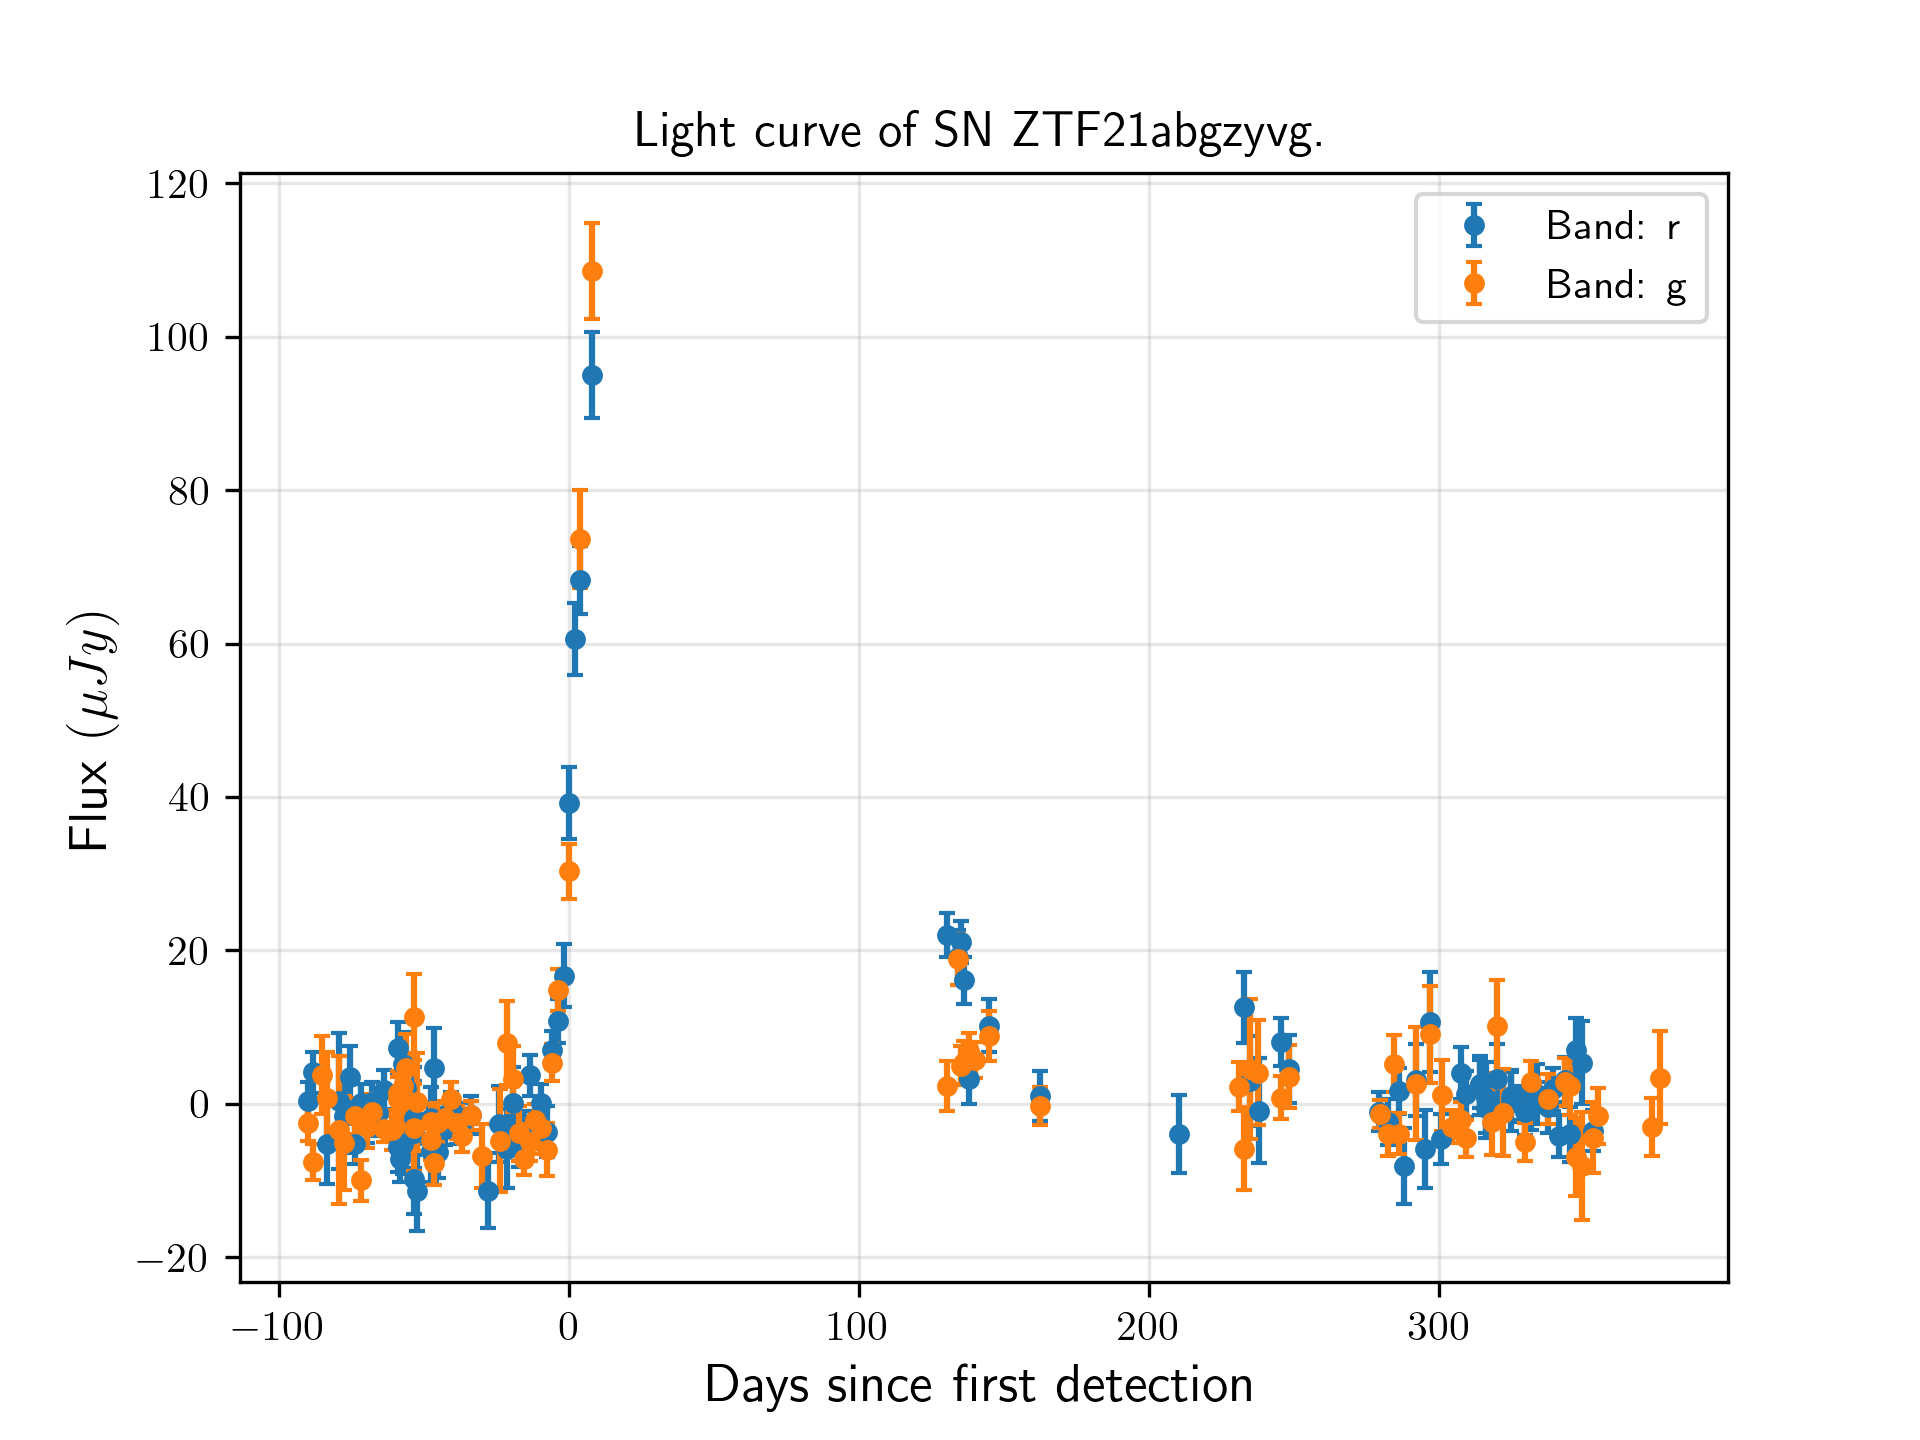 Light curve of SN ZTF21abgzyvg.
120
100
80
60
40
20
0
−20
Flux (μJy)
Band: r
Band: g
−100 0 100 200 300
Days since first detection